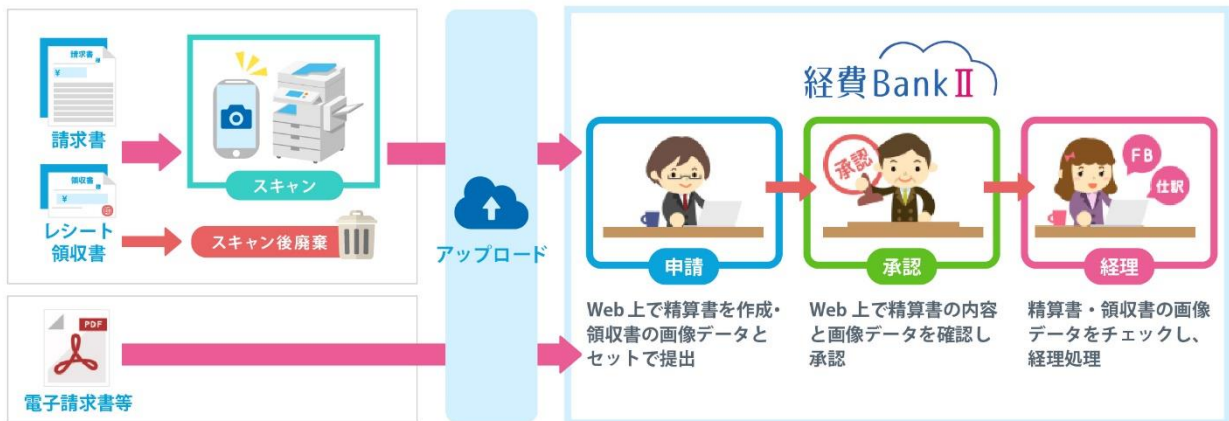 請求書
¥
請求書
領収書
¥
レシート
領収書
スキャン
スキャン後廃棄
PDF
電子請求書等
アップロード
経費Bank II
申請
Web上で精算書を作成・
領収書の画像データと
セットで提出
承認
承認
Web上で精算書の内容
と画像データを確認し
承認
FB
仕訳
経理
精算書・領収書の画像
データをチェックし、
経理処理